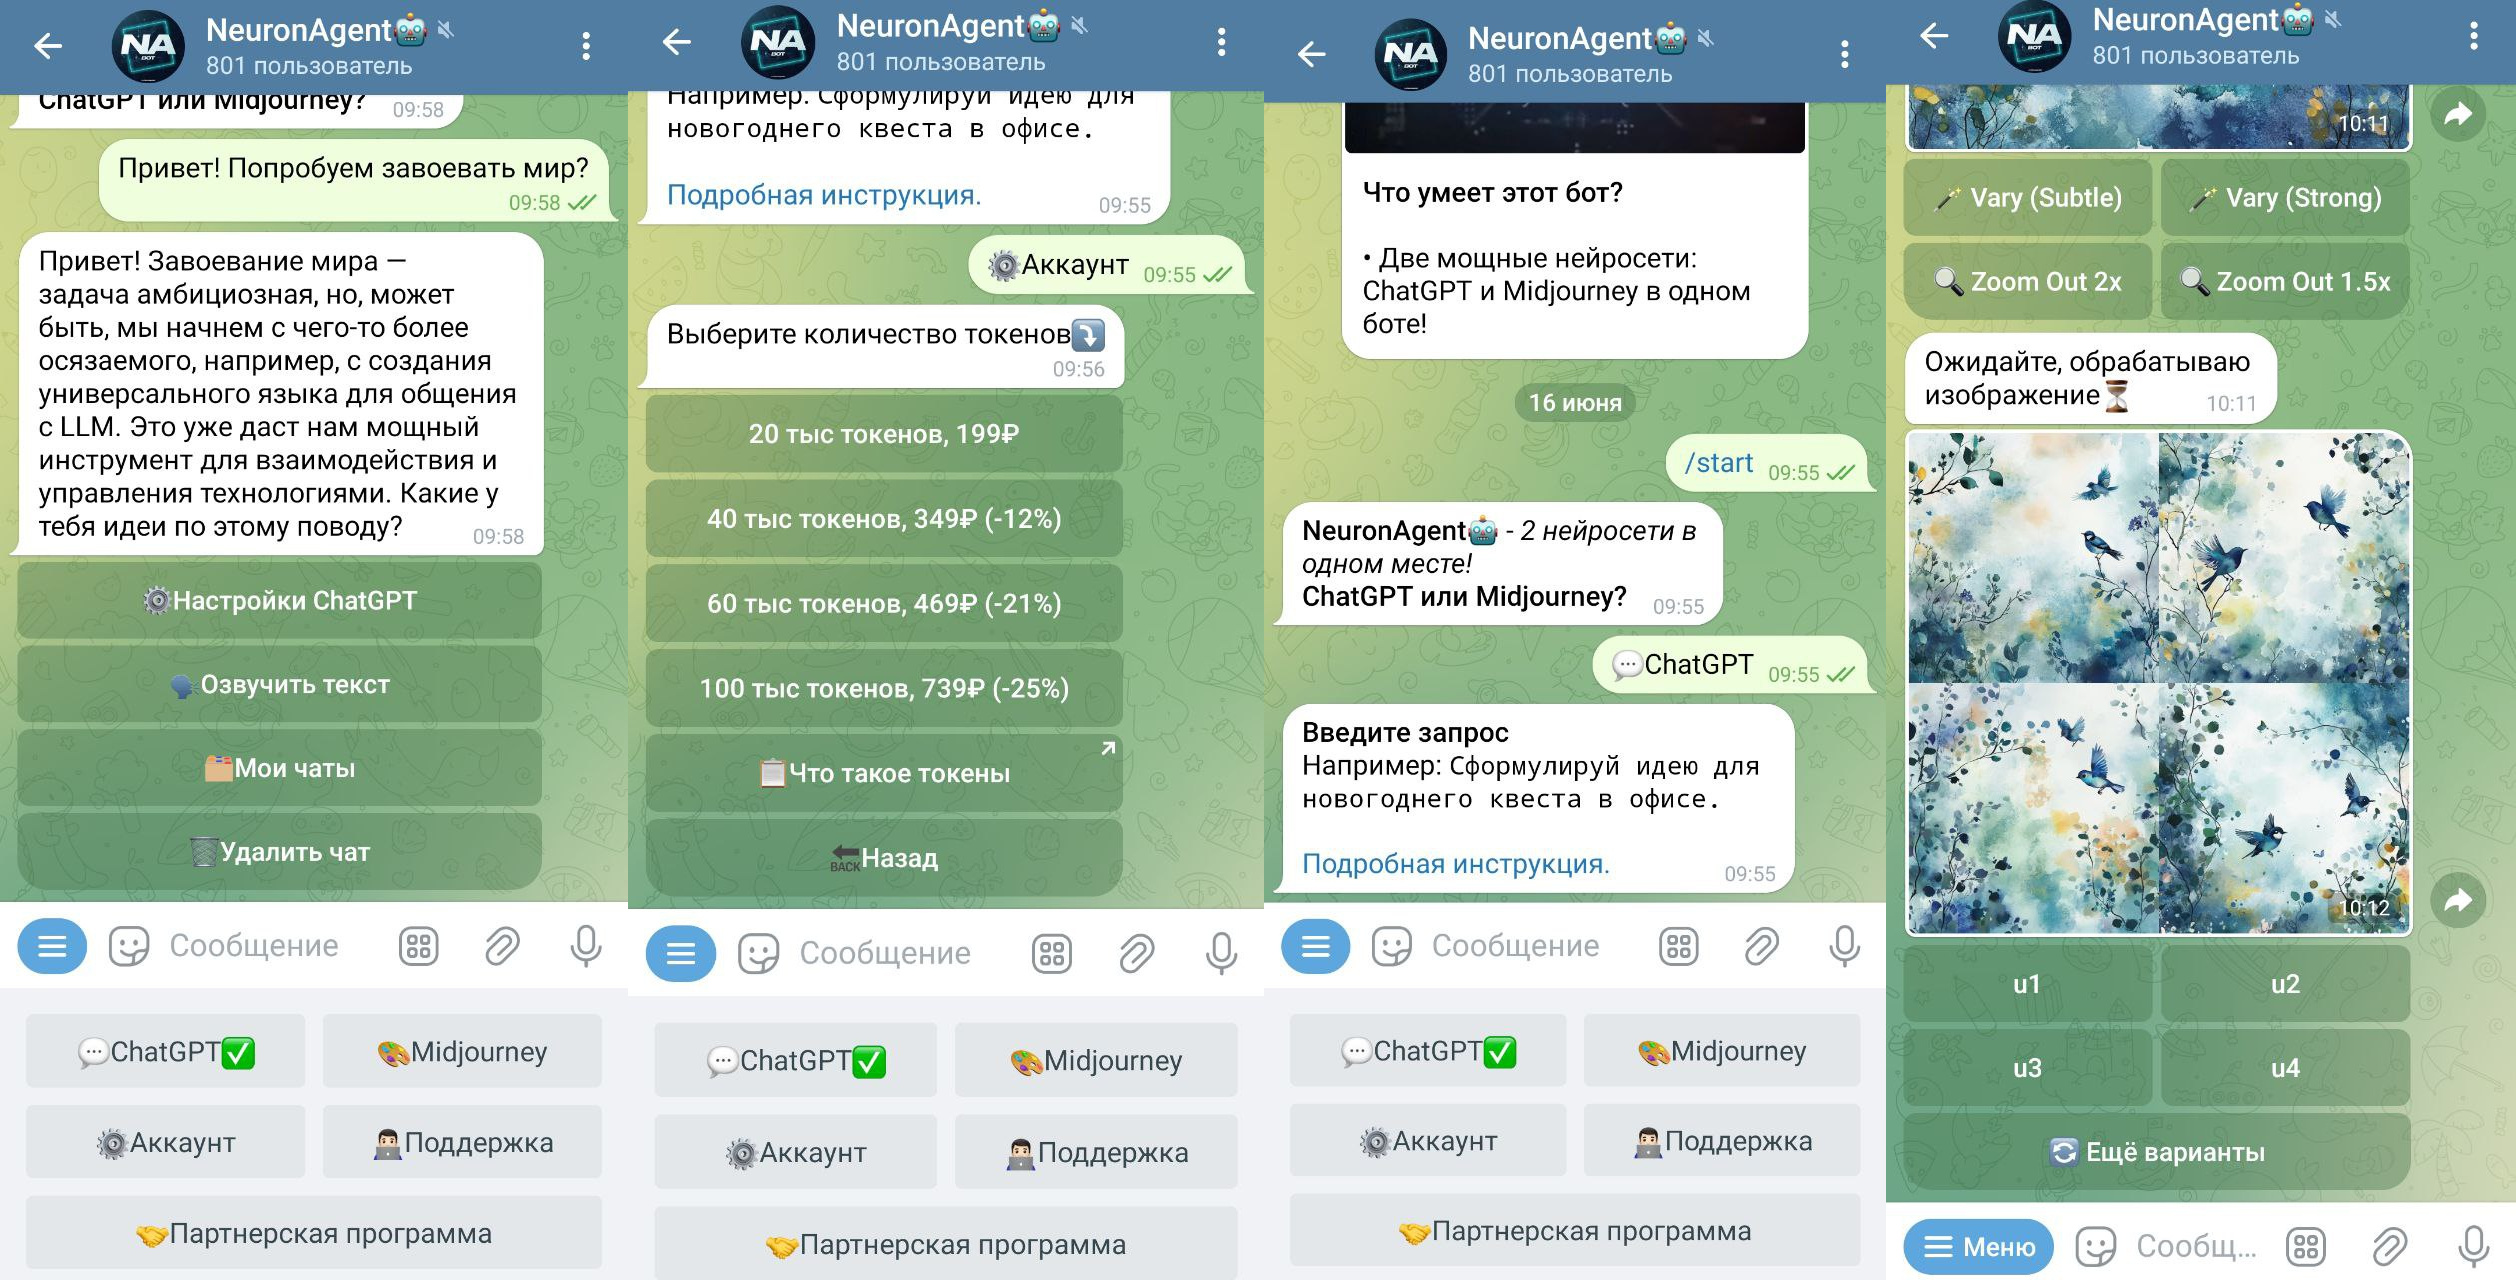 NeuronAgent
801 пользователь
ChatGPT или Midjourney?
09:58
Привет! Попробуем завоевать мир?
09:58
Привет! Завоевание мира —
задача амбициозная, но, может
быть, мы начнем с чего-то более
осязаемого, например, с создания
универсального языка для общения
с LLM. Это уже даст нам мощный
инструмент для взаимодействия и
управления технологиями. Какие у
тебя идеи по этому поводу?
09:58
Настройки ChatGPT
Озвучить текст
Мои чаты
Удалить чат
Сообщение
ChatGPT
Midjourney
Аккаунт
Поддержка
Партнерская программа
NeuronAgent
801 пользователь
Например: Сформулируй идею для
новогоднего квеста в офисе.
Подробная инструкция.
09:55
Аккаунт 09:55
Выберите количество токенов
09:56
20 тыс токенов, 199₽
40 тыс токенов, 349₽ (-12%)
60 тыс токенов, 469₽ (-21%)
100 тыс токенов, 739₽ (-25%)
Что такое токены
BACK Назад
Сообщение
ChatGPT
Midjourney
Аккаунт
Поддержка
Партнерская программа
NeuronAgent
801 пользователь
Что умеет этот бот?
• Две мощные нейросети:
ChatGPT и Midjourney в одном
боте!
16 июня
/start 09:55
NeuronAgent - 2 нейросети в
одном месте!
ChatGPT или Midjourney?
09:55
ChatGPT 09:55
Введите запрос
Например: Сформулируй идею для
новогоднего квеста в офисе.
Подробная инструкция.
09:55
Сообщение
ChatGPT
Midjourney
Аккаунт
Поддержка
Партнерская программа
NeuronAgent
801 пользователь
10:11
Vary (Subtle)
Vary (Strong)
Zoom Out 2x
Zoom Out 1.5x
Ожидайте, обрабатываю
изображение
10:11
10:12
u1
u2
u3
u4
Ещё варианты
Меню
Сообщ...
NA
BOT
NA
BOT
NA
BOT
NA
BOT